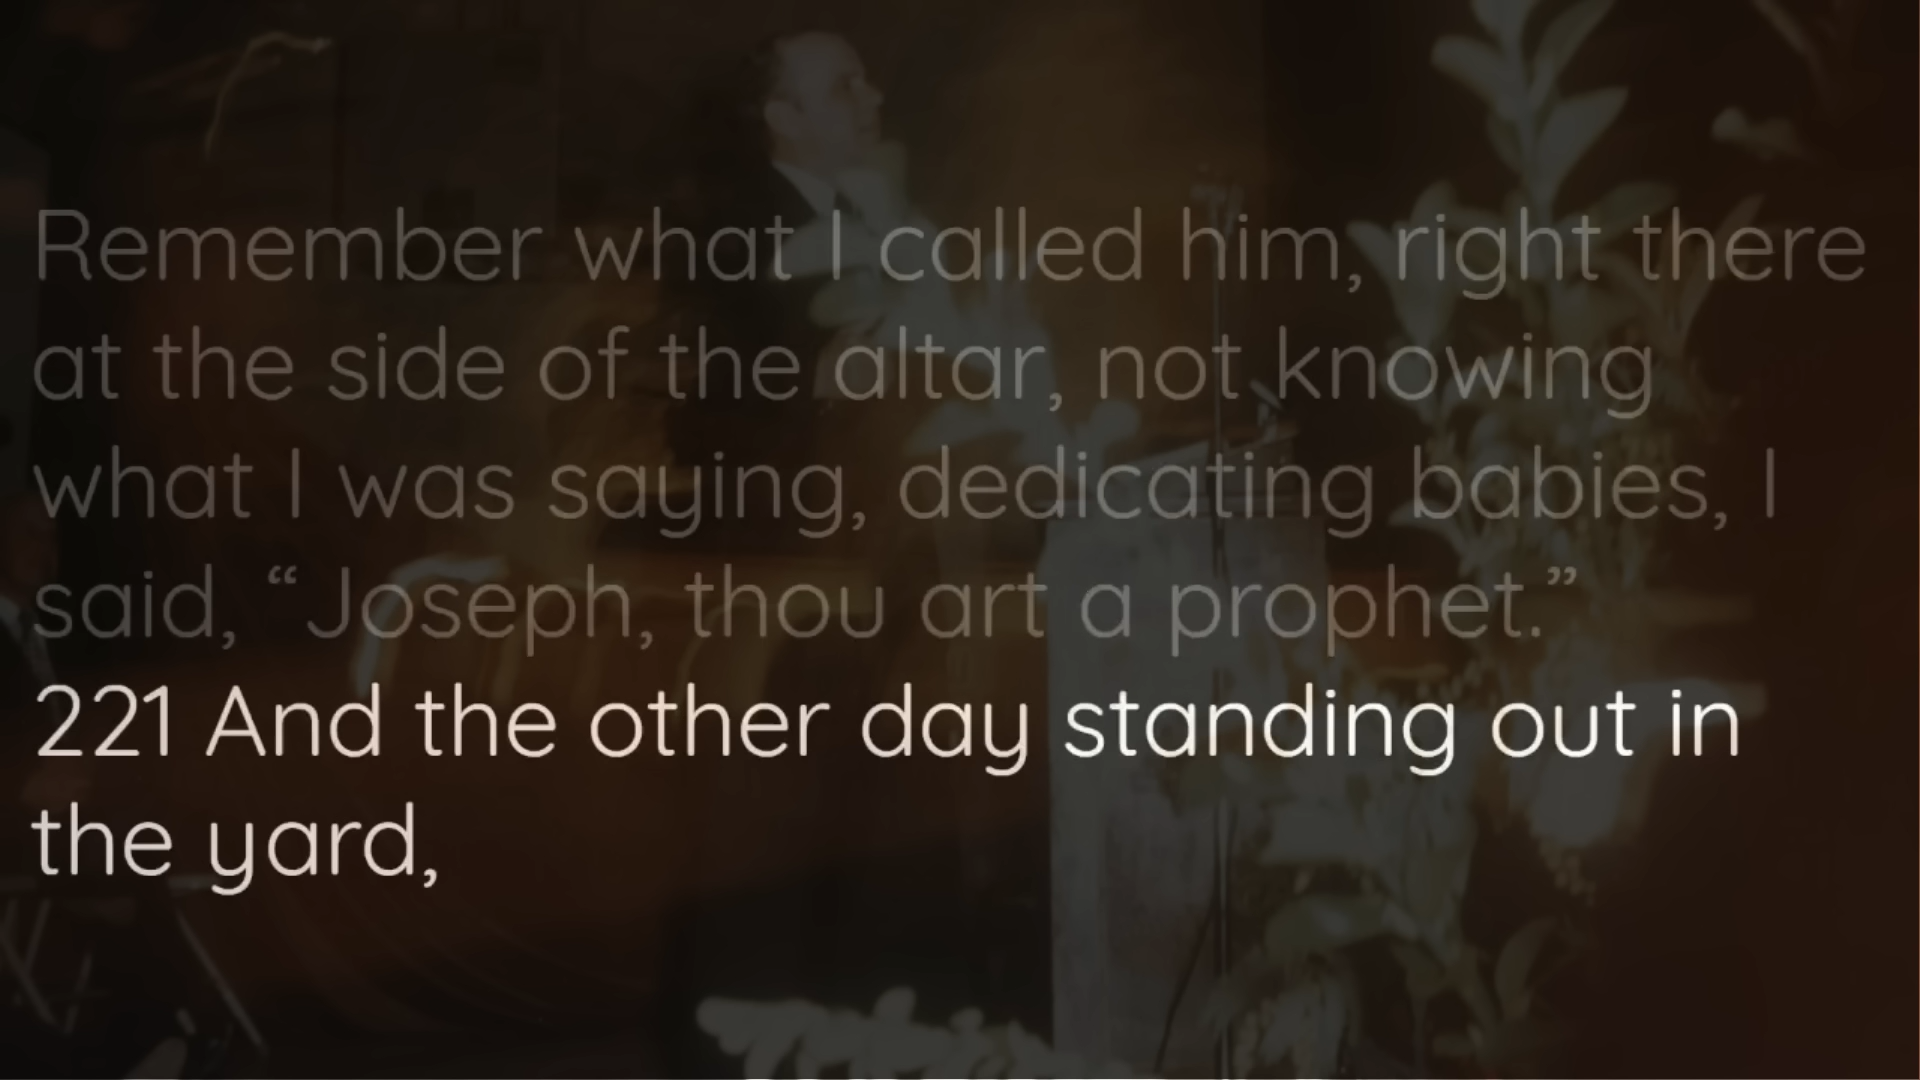 Remember what I called him, right there
at the side of the altar, not knowing
what I was saying, dedicating babies, I
said, “Joseph, thou art a prophet.”
221 And the other day standing out in
the yard,